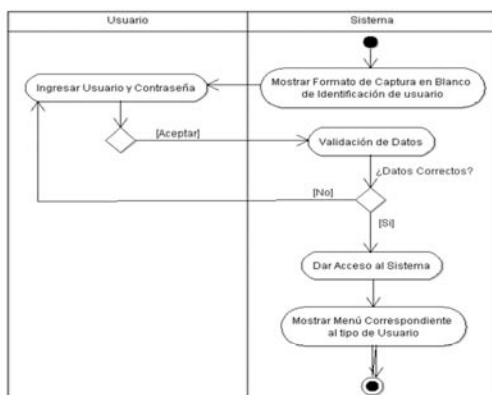 Usuario
Sistema
Mostrar Formato de Captura en Blanco
de Identificación de usuario
Ingresar Usuario y Contraseña
[Aceptar]
Validación de Datos
¿Datos Correctos?
[No]
[Si]
Dar Acceso al Sistema
Mostrar Menú Correspondiente
al tipo de Usuario